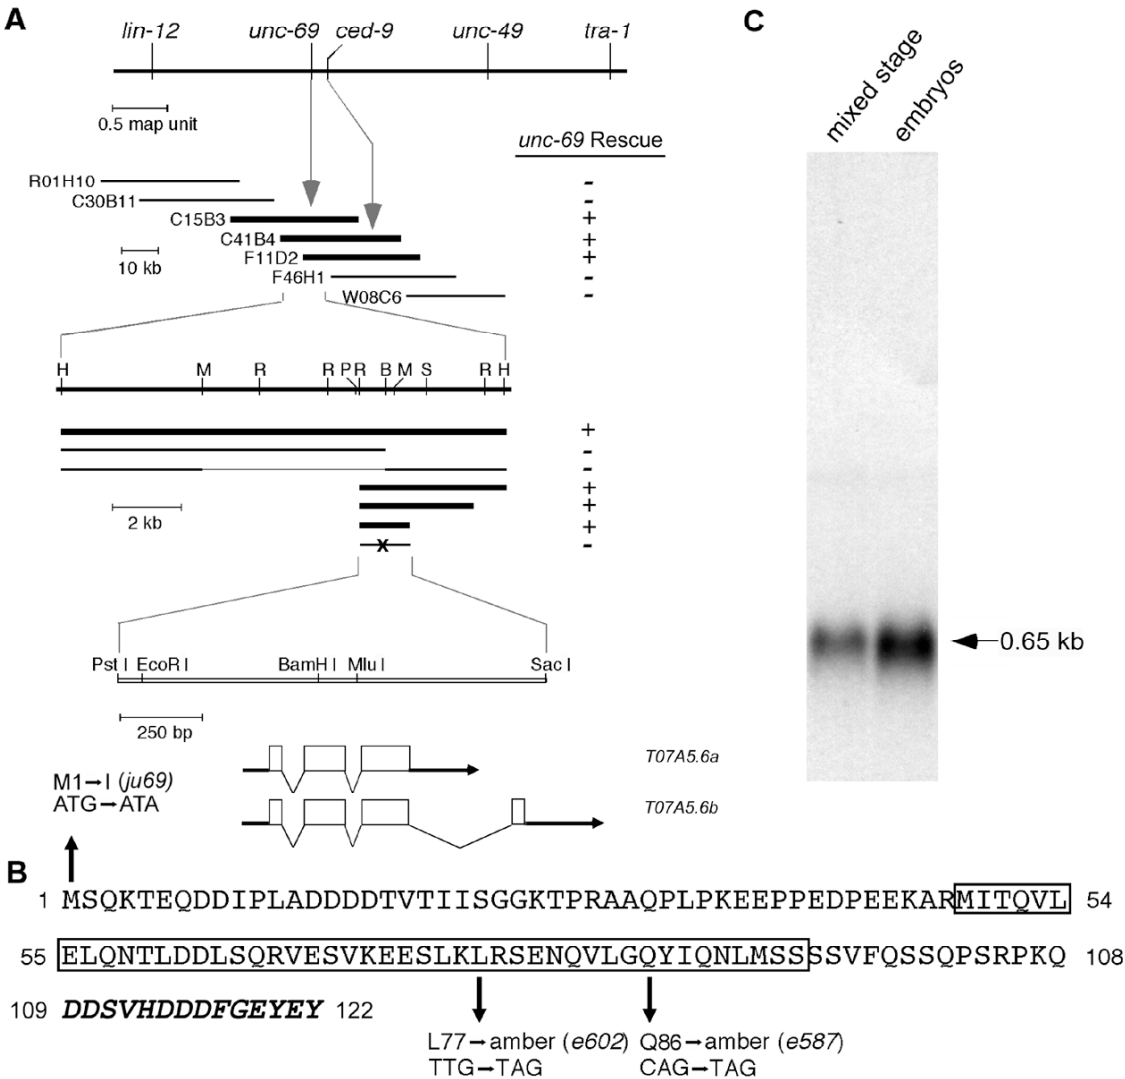 A
lin-12 unc-69 ced-9 unc-49 tra-1
0.5 map unit
unc-69 Rescue
R01H10 -
C30B11 -
C15B3 +
C41B4 +
10 kb
F11D2 +
F46H1 -
W08C6 -
H M R R P R B M S R H
+
-
-
+
2 kb
+
+
X -
Pst I EcoR I BamH I Mlu I Sac I
250 bp
T07A5.6a
M1→I (ju69)
ATG→ATA
T07A5.6b
B
1 MSQKTEQDDIPLADDDDTVTIISGGKTPRAAQPLPKEEPPEDPEEKARMITQVL 54
55 ELQNTLDDLSQRVESVKEESLKLRSENQVLGQYIQNLMSSSSVFQSSQPSRPKQ 108
109 DDSVHDDDFGEYEY 122
L77→amber (e602) Q86→amber (e587)
TTG→TAG CAG→TAG
C
mixed stage
embryos
0.65 kb